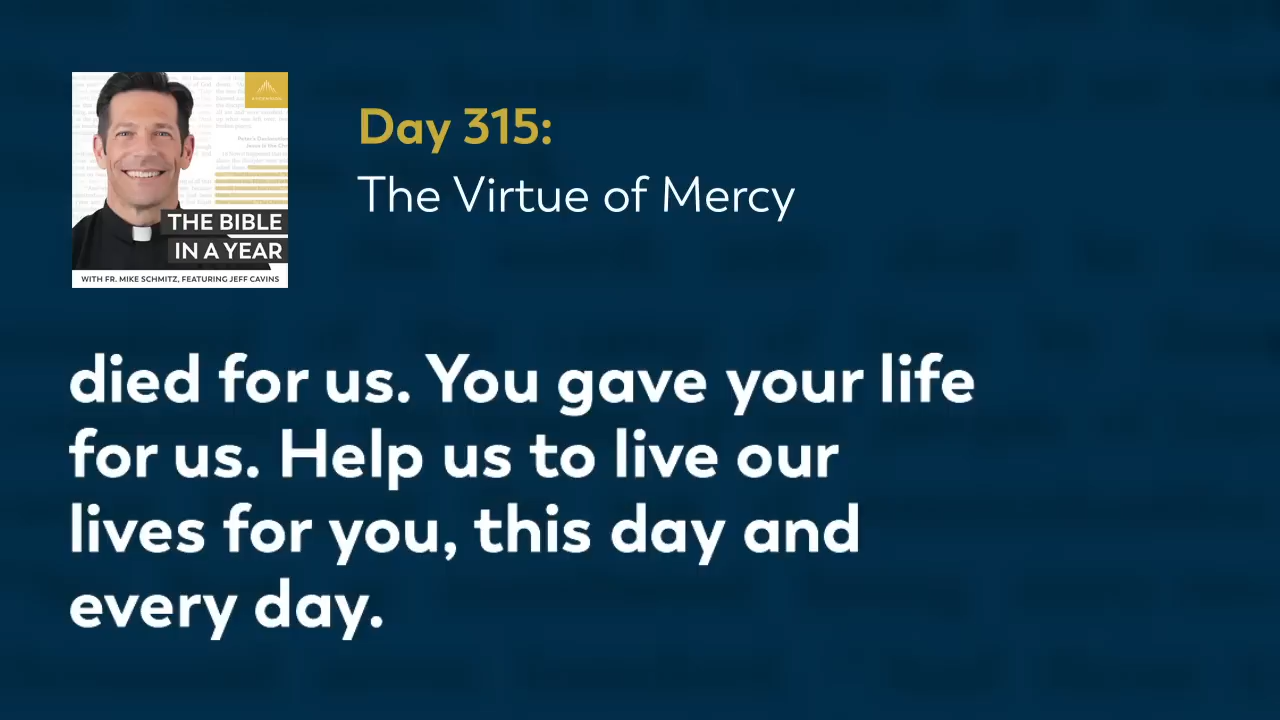 THE BIBLE
IN A YEAR
WITH FR. MIKE SCHMITZ, FEATURING JEFF CAVINS
Day 315:
The Virtue of Mercy
died for us. You gave your life
for us. Help us to live our
lives for you, this day and
every day.